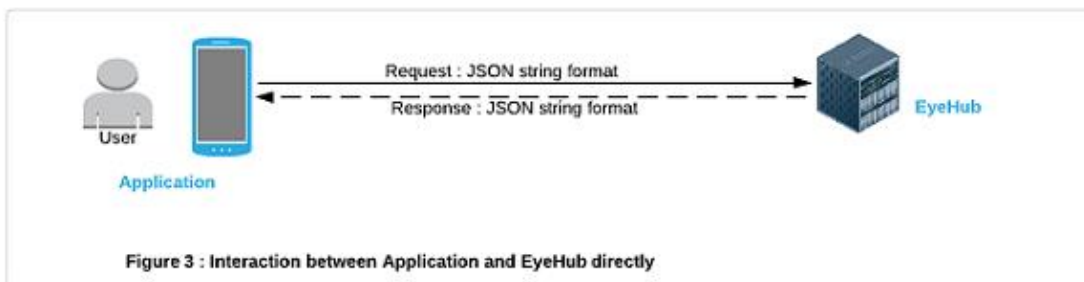 Request : JSON string format
Response : JSON string format
User
EyeHub
Application
Figure 3 : Interaction between Application and EyeHub directly